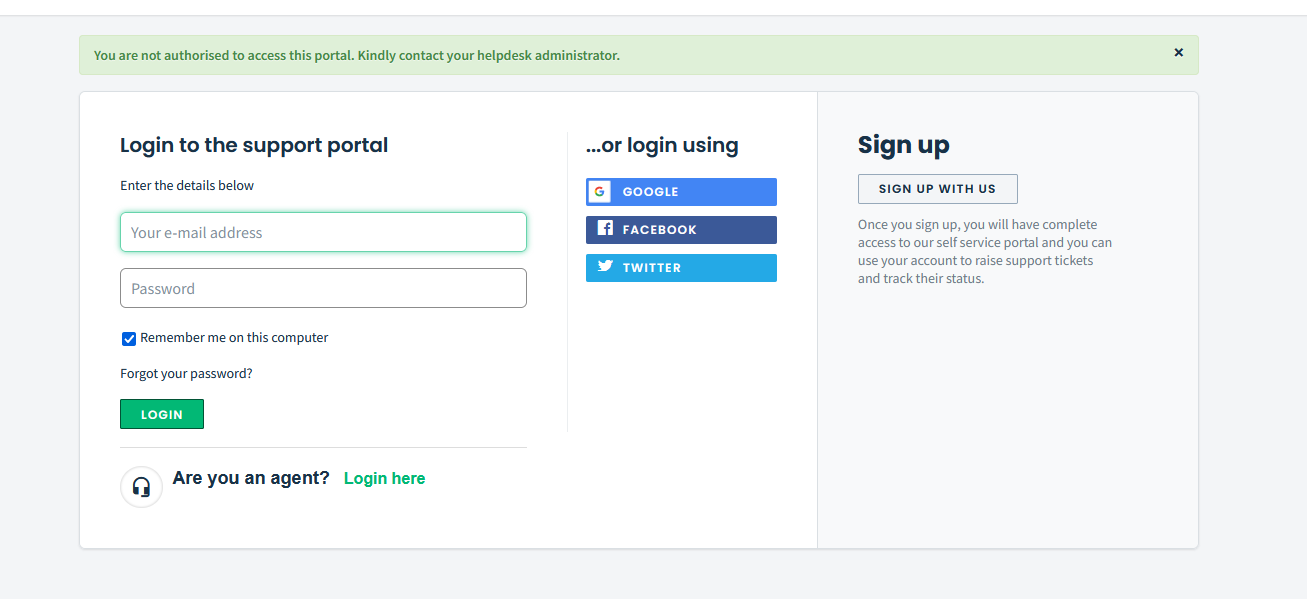 You are not authorised to access this portal. Kindly contact your helpdesk administrator.
×
Login to the support portal
Enter the details below
Your e-mail address
Password
Remember me on this computer
Forgot your password?
LOGIN
Are you an agent? Login here
...or login using
G GOOGLE
f FACEBOOK
TWITTER
Sign up
SIGN UP WITH US
Once you sign up, you will have complete
access to our self service portal and you can
use your account to raise support tickets
and track their status.